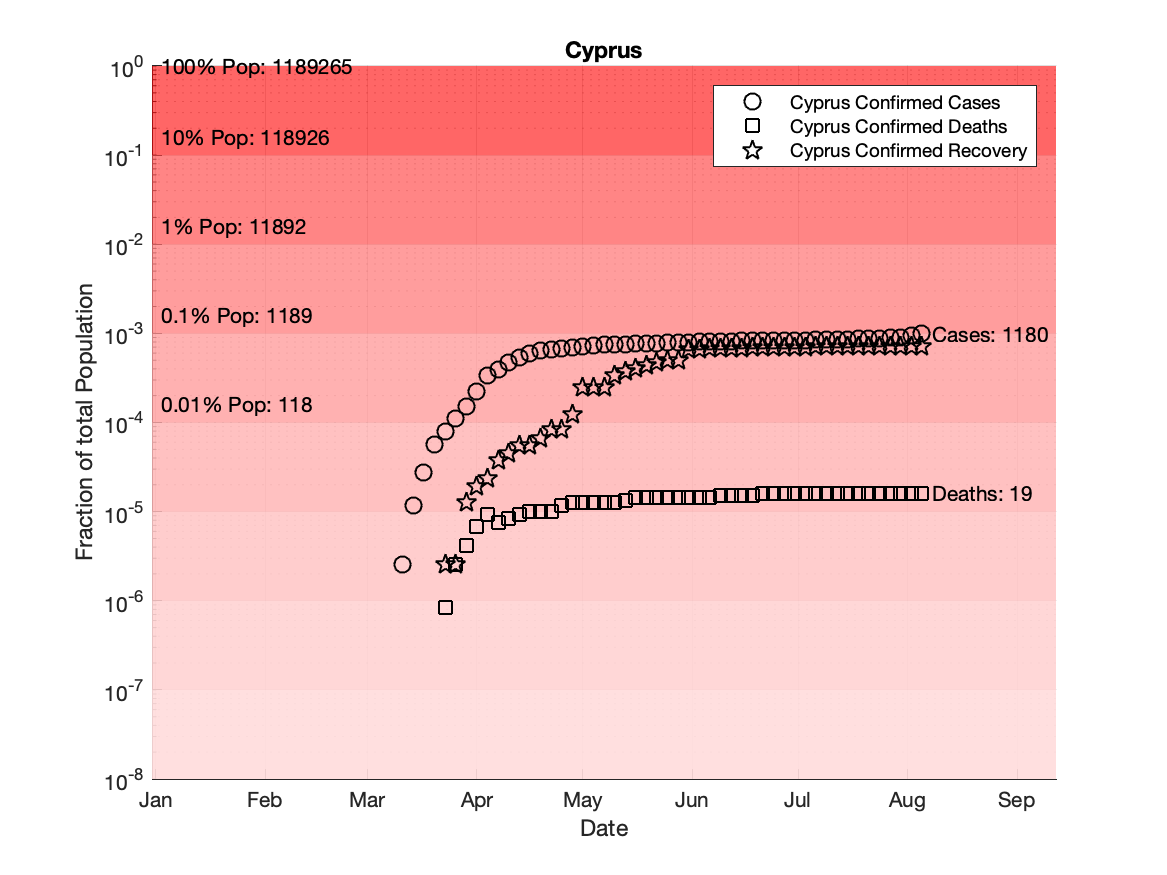 Cyprus
10^0
100% Pop: 1189265
Cyprus Confirmed Cases
Cyprus Confirmed Deaths
Cyprus Confirmed Recovery
10% Pop: 118926
10^-1
1% Pop: 11892
10^-2
0.1% Pop: 1189
10^-3
Cases: 1180
0.01% Pop: 118
10^-4
Deaths: 19
10^-5
10^-6
10^-7
10^-8
Fraction of total Population
Jan Feb Mar Apr May Jun Jul Aug Sep
Date